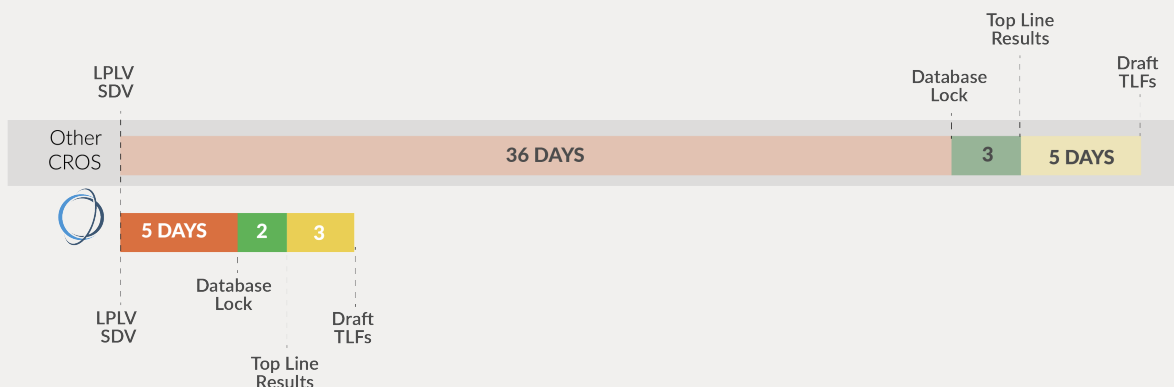 Top Line
Results
LPLV
SDV
Database
Lock
Draft
TLFs
Other
CROS
36 DAYS
3
5 DAYS
5 DAYS
2
3
Database
Lock
LPLV
SDV
Draft
TLFs
Top Line
Results